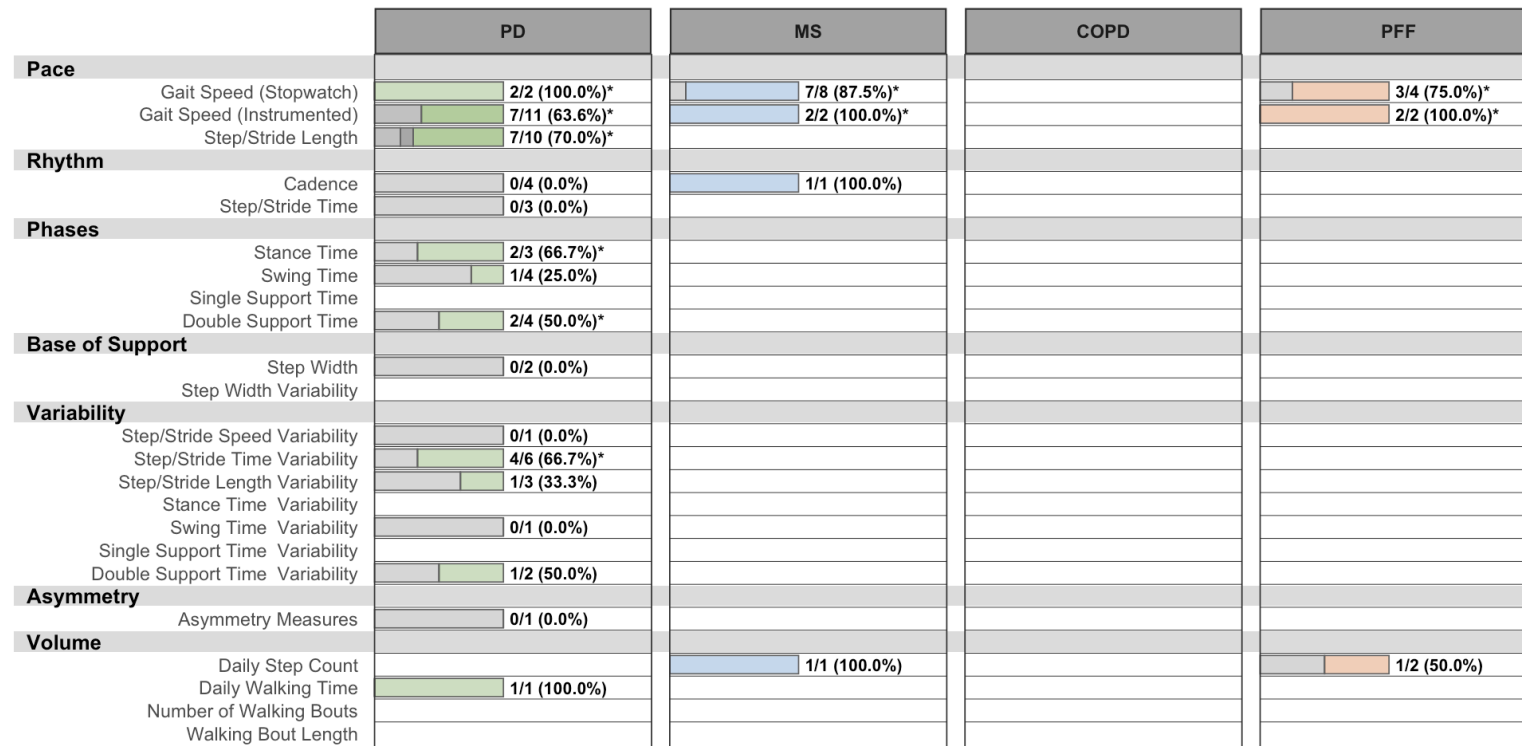 PD MS COPD PFF
Pace
Gait Speed (Stopwatch) 2/2 (100.0%)* 7/8 (87.5%)* 3/4 (75.0%)*
Gait Speed (Instrumented) 7/11 (63.6%)* 2/2 (100.0%)* 2/2 (100.0%)*
Step/Stride Length 7/10 (70.0%)*
Rhythm
Cadence 0/4 (0.0%) 1/1 (100.0%)
Step/Stride Time 0/3 (0.0%)
Phases
Stance Time 2/3 (66.7%)*
Swing Time 1/4 (25.0%)
Single Support Time
Double Support Time 2/4 (50.0%)*
Base of Support
Step Width 0/2 (0.0%)
Step Width Variability
Variability
Step/Stride Speed Variability 0/1 (0.0%)
Step/Stride Time Variability 4/6 (66.7%)*
Step/Stride Length Variability 1/3 (33.3%)
Stance Time Variability
Swing Time Variability 0/1 (0.0%)
Single Support Time Variability
Double Support Time Variability 1/2 (50.0%)
Asymmetry
Asymmetry Measures 0/1 (0.0%)
Volume
Daily Step Count 1/1 (100.0%) 1/2 (50.0%)
Daily Walking Time 1/1 (100.0%)
Number of Walking Bouts
Walking Bout Length